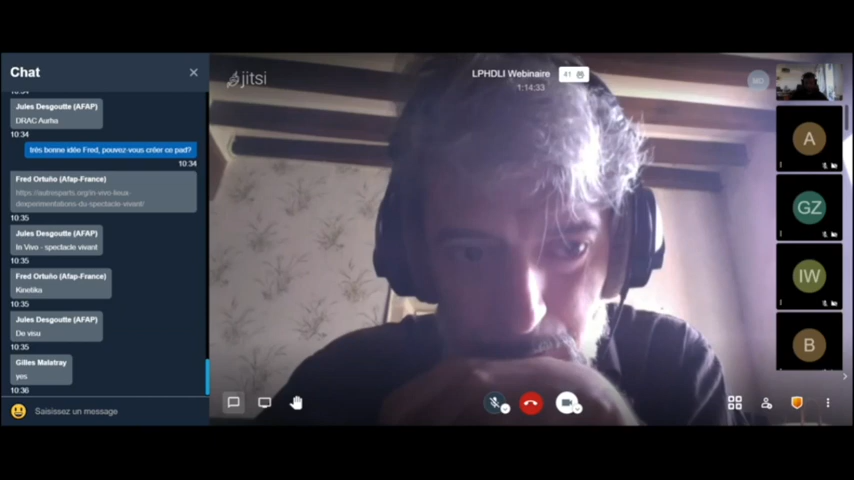 Chat
jitsi
LPHDLI Webinaire
41
1:14:33
MD
Jules Desgoutte (AFAP)
DRAC Aurha
10:34
très bonne idée Fred, pouvez-vous créer ce pad?
10:34
Fred Ortuño (Afap-France)
https://autresparts.org/in-vivo-lieux-
dexperimentations-du-spectacle-vivant/
10:35
Jules Desgoutte (AFAP)
In Vivo - spectacle vivant
10:35
Fred Ortuño (Afap-France)
Kinetika
10:35
Jules Desgoutte (AFAP)
De visu
10:35
Gilles Malatray
yes
10:36
Saisissez un message
A
GZ
IW
B